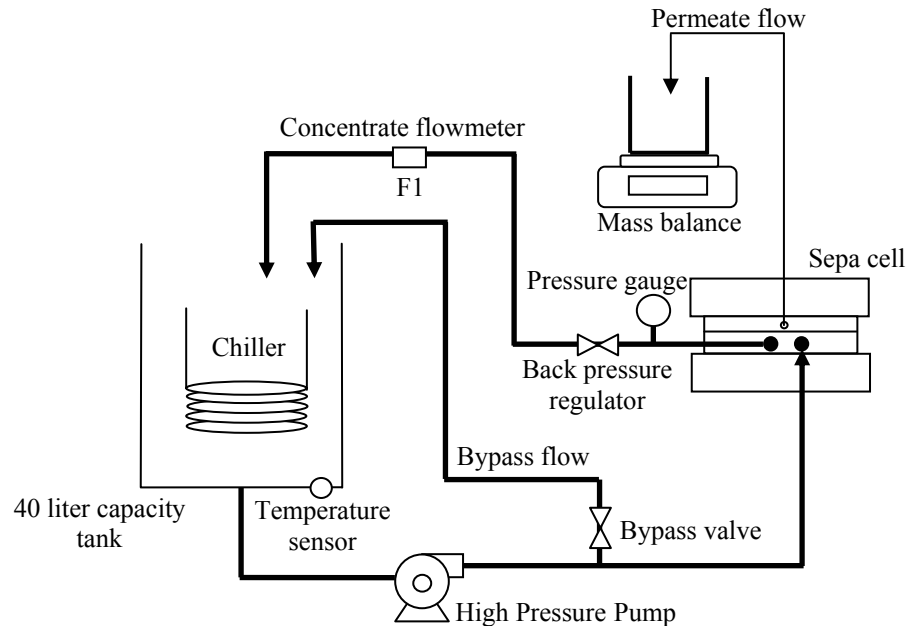 Permeate flow
Concentrate flowmeter
F1
Mass balance
Sepa cell
Pressure gauge
Chiller
Back pressure
regulator
Bypass flow
40 liter capacity
tank
Temperature
sensor
Bypass valve
High Pressure Pump